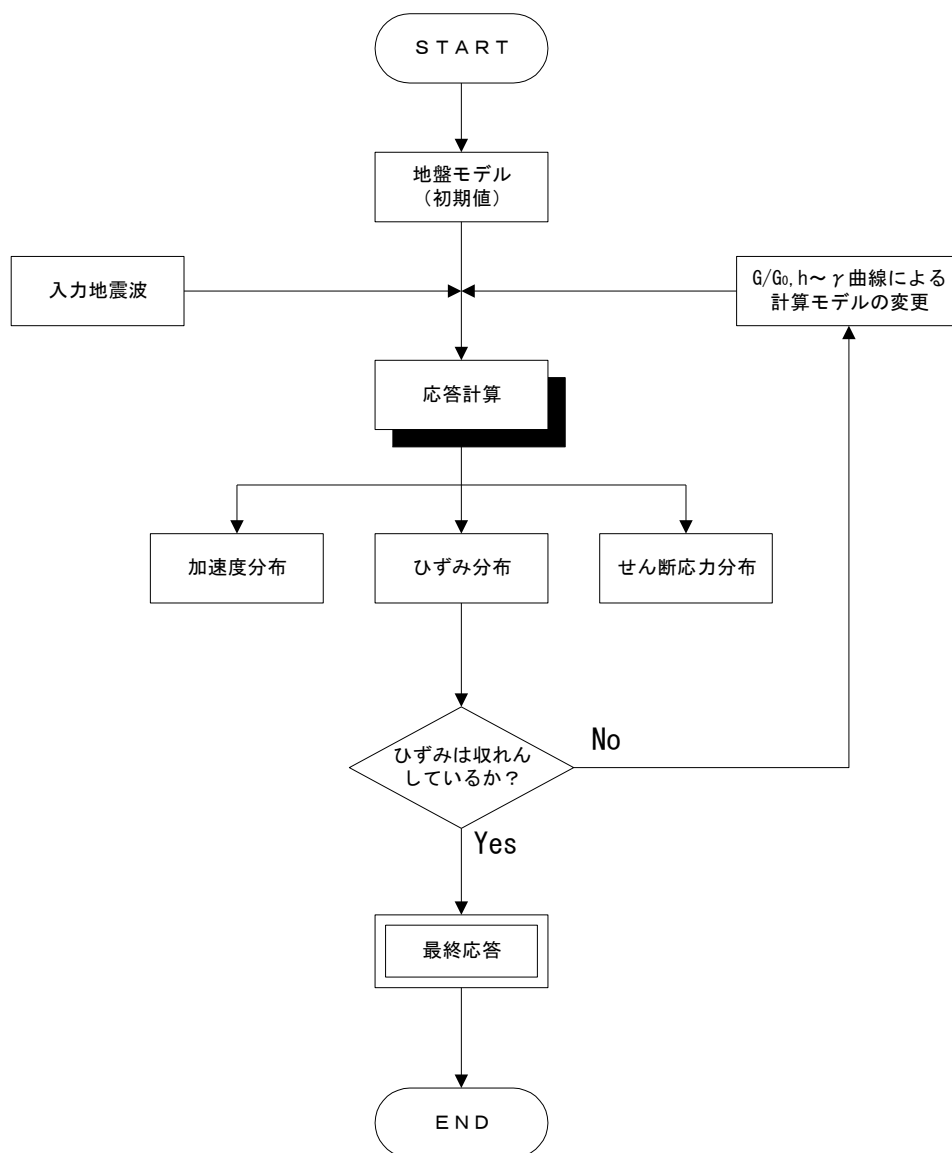 ＳＴＡＲＴ
地盤モデル
（初期値）
入力地震波
G/G₀,h～γ曲線による
計算モデルの変更
応答計算
加速度分布
ひずみ分布
せん断応力分布
ひずみは収れん
しているか？
No
Yes
最終応答
ＥＮＤ